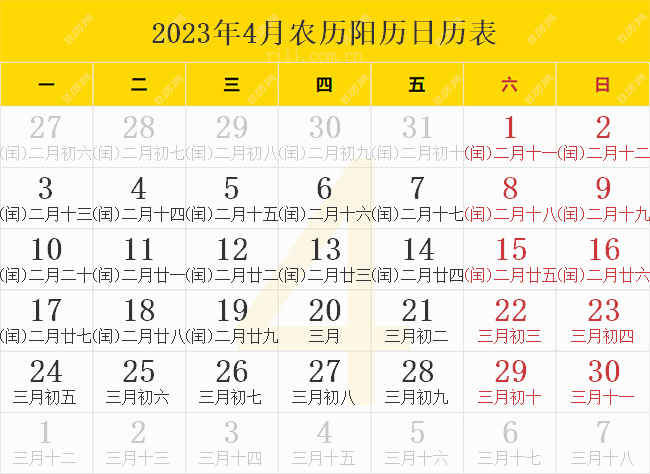 2023年4月农历阳历日历表
rili.com.cn
一 二 三 四 五 六 日
27 28 29 30 31 1 2
(闰)二月初六 (闰)二月初七 (闰)二月初八 (闰)二月初九 (闰)二月初十 (闰)二月十一 (闰)二月十二
3 4 5 6 7 8 9
(闰)二月十三 (闰)二月十四 (闰)二月十五 (闰)二月十六 (闰)二月十七 (闰)二月十八 (闰)二月十九
10 11 12 13 14 15 16
(闰)二月二十 (闰)二月廿一 (闰)二月廿二 (闰)二月廿三 (闰)二月廿四 (闰)二月廿五 (闰)二月廿六
17 18 19 20 21 22 23
(闰)二月廿七 (闰)二月廿八 (闰)二月廿九 三月 三月初二 三月初三 三月初四
24 25 26 27 28 29 30
三月初五 三月初六 三月初七 三月初八 三月初九 三月初十 三月十一
1 2 3 4 5 6 7
三月十二 三月十三 三月十四 三月十五 三月十六 三月十七 三月十八
4